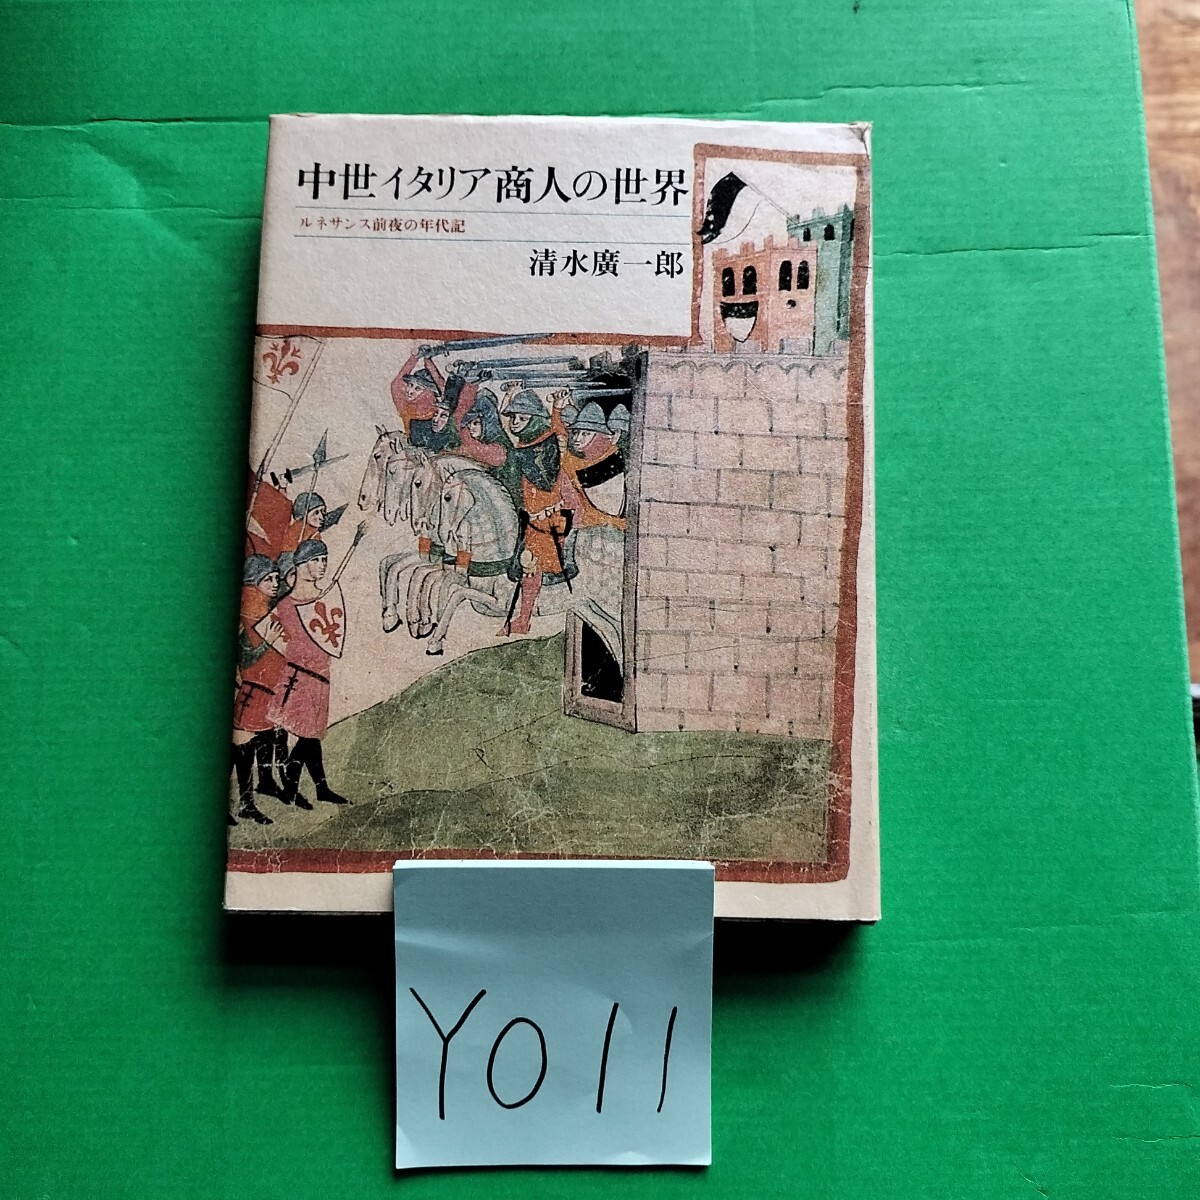 中世イタリア商人の世界
ルネサンス前夜の年代記
清水廣一郎
YO11